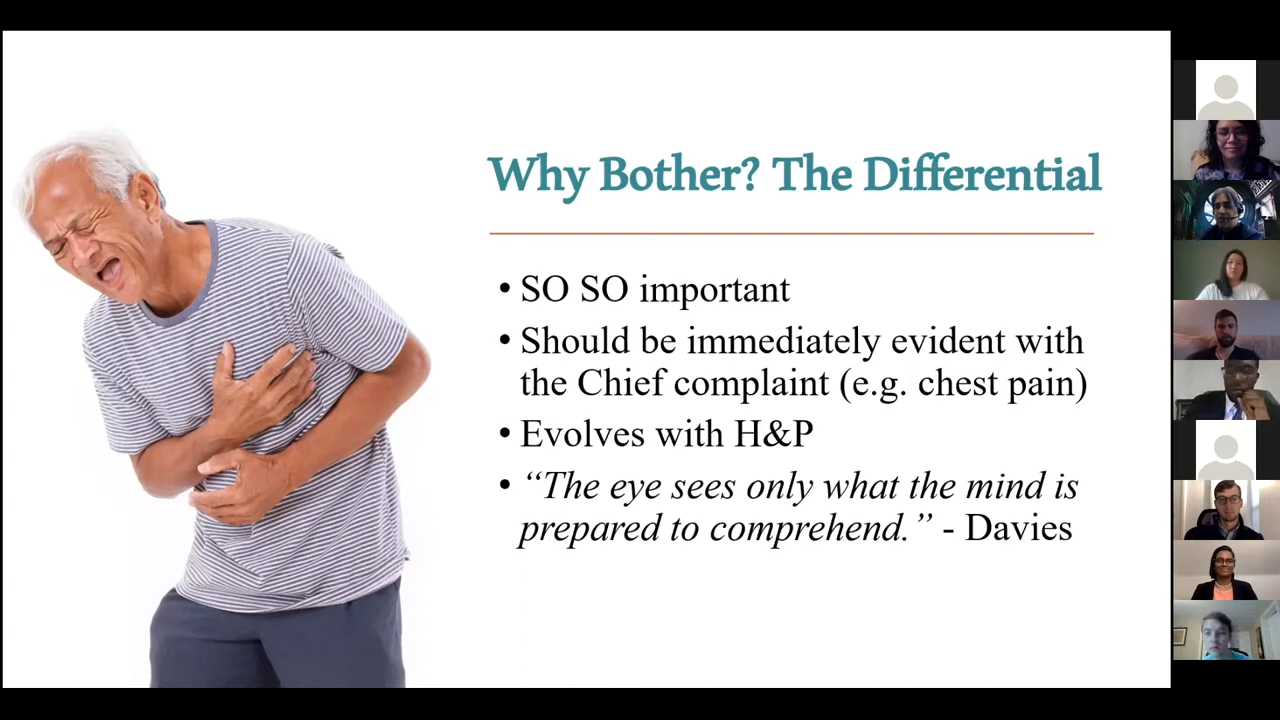 Why Bother? The Differential
• SO SO important
• Should be immediately evident with
the Chief complaint (e.g. chest pain)
• Evolves with H&P
• “The eye sees only what the mind is
prepared to comprehend.” - Davies